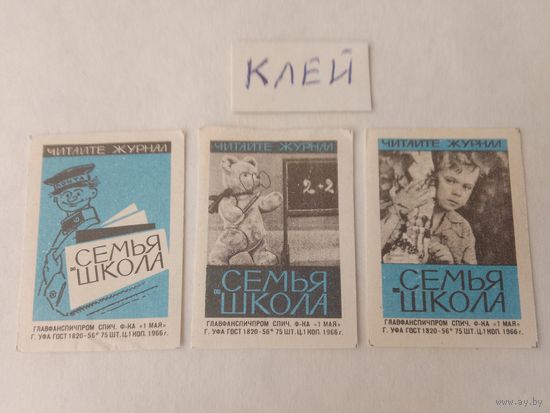 КЛЕЙ
ЧИТАЙТЕ ЖУРНАЛ
ПОЧТА
СЕМЬЯ
И ШКОЛА
ГЛАВФАНСПИЧПРОМ СПИЧ. Ф-КА «1 МАЯ»
Г. УФА ГОСТ 1820-56* 75 ШТ. Ц.1 КОП. 1966 г.
ЧИТАЙТЕ ЖУРНАЛ
2+2
СЕМЬЯ
И ШКОЛА
ГЛАВФАНСПИЧПРОМ СПИЧ. Ф-КА «1 МАЯ»
Г. УФА ГОСТ 1820-56* 75 ШТ. Ц.1 КОП. 1966 г.
ЧИТАЙТЕ ЖУРНАЛ
СЕМЬЯ
И ШКОЛА
ГЛАВФАНСПИЧПРОМ СПИЧ. Ф-КА «1 МАЯ»
Г. УФА ГОСТ 1820-56* 75 ШТ. Ц.1 КОП. 1966 г.
www.ay.by